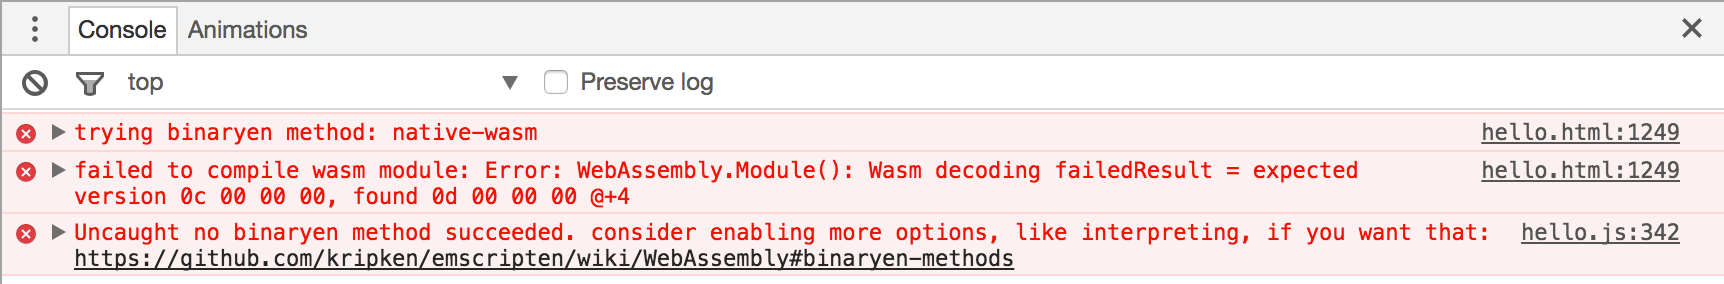 Console Animations
top Preserve log
trying binaryen method: native-wasm hello.html:1249
failed to compile wasm module: Error: WebAssembly.Module(): Wasm decoding failedResult = expected hello.html:1249
version 0c 00 00 00, found 0d 00 00 00 @+4
Uncaught no binaryen method succeeded. consider enabling more options, like interpreting, if you want that: hello.js:342
https://github.com/kripken/emscripten/wiki/WebAssembly#binaryen-methods